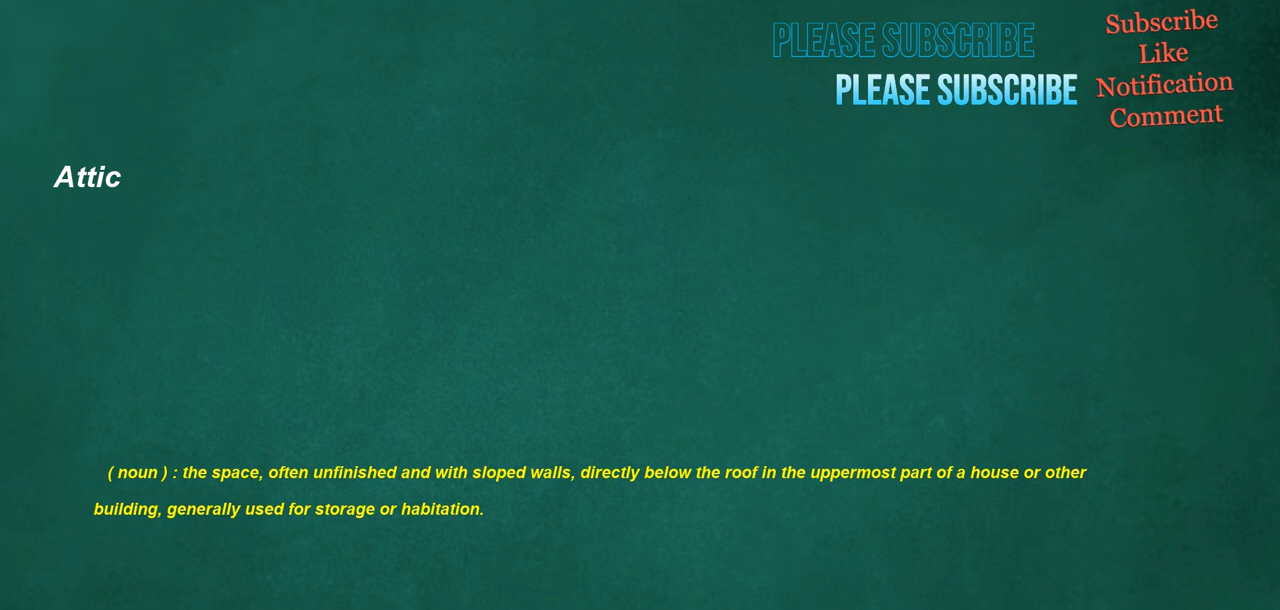 PLEASE SUBSCRIBE
PLEASE SUBSCRIBE
Subscribe
Like
Notification
Comment
Attic
( noun ) : the space, often unfinished and with sloped walls, directly below the roof in the uppermost part of a house or other
building, generally used for storage or habitation.